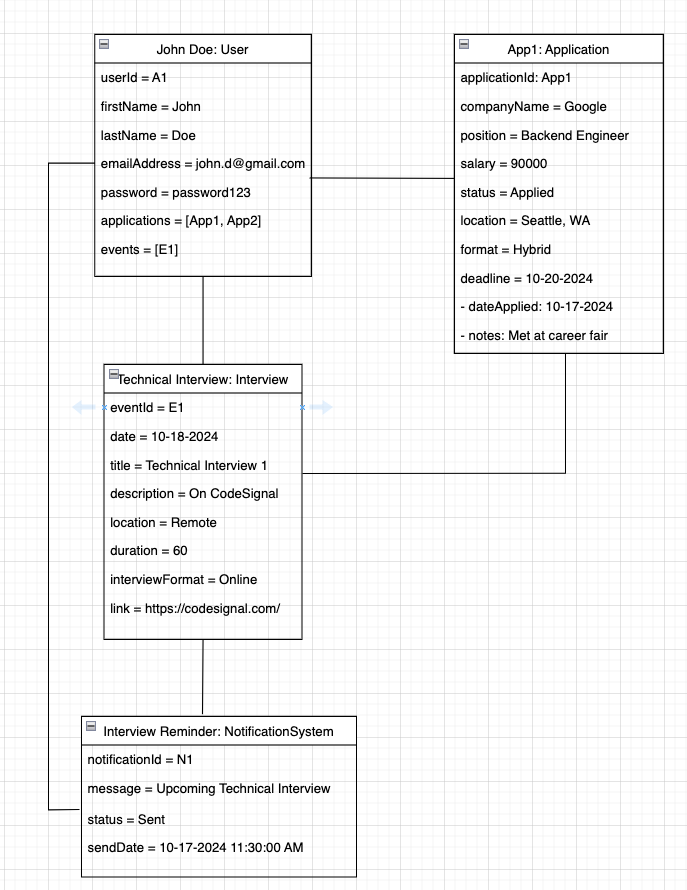 John Doe: User
userId = A1
firstName = John
lastName = Doe
emailAddress = john.d@gmail.com
password = password123
applications = [App1, App2]
events = [E1]
App1: Application
applicationId: App1
companyName = Google
position = Backend Engineer
salary = 90000
status = Applied
location = Seattle, WA
format = Hybrid
deadline = 10-20-2024
- dateApplied: 10-17-2024
- notes: Met at career fair
Technical Interview: Interview
eventId = E1
date = 10-18-2024
title = Technical Interview 1
description = On CodeSignal
location = Remote
duration = 60
interviewFormat = Online
link = https://codesignal.com/
Interview Reminder: NotificationSystem
notificationId = N1
message = Upcoming Technical Interview
status = Sent
sendDate = 10-17-2024 11:30:00 AM